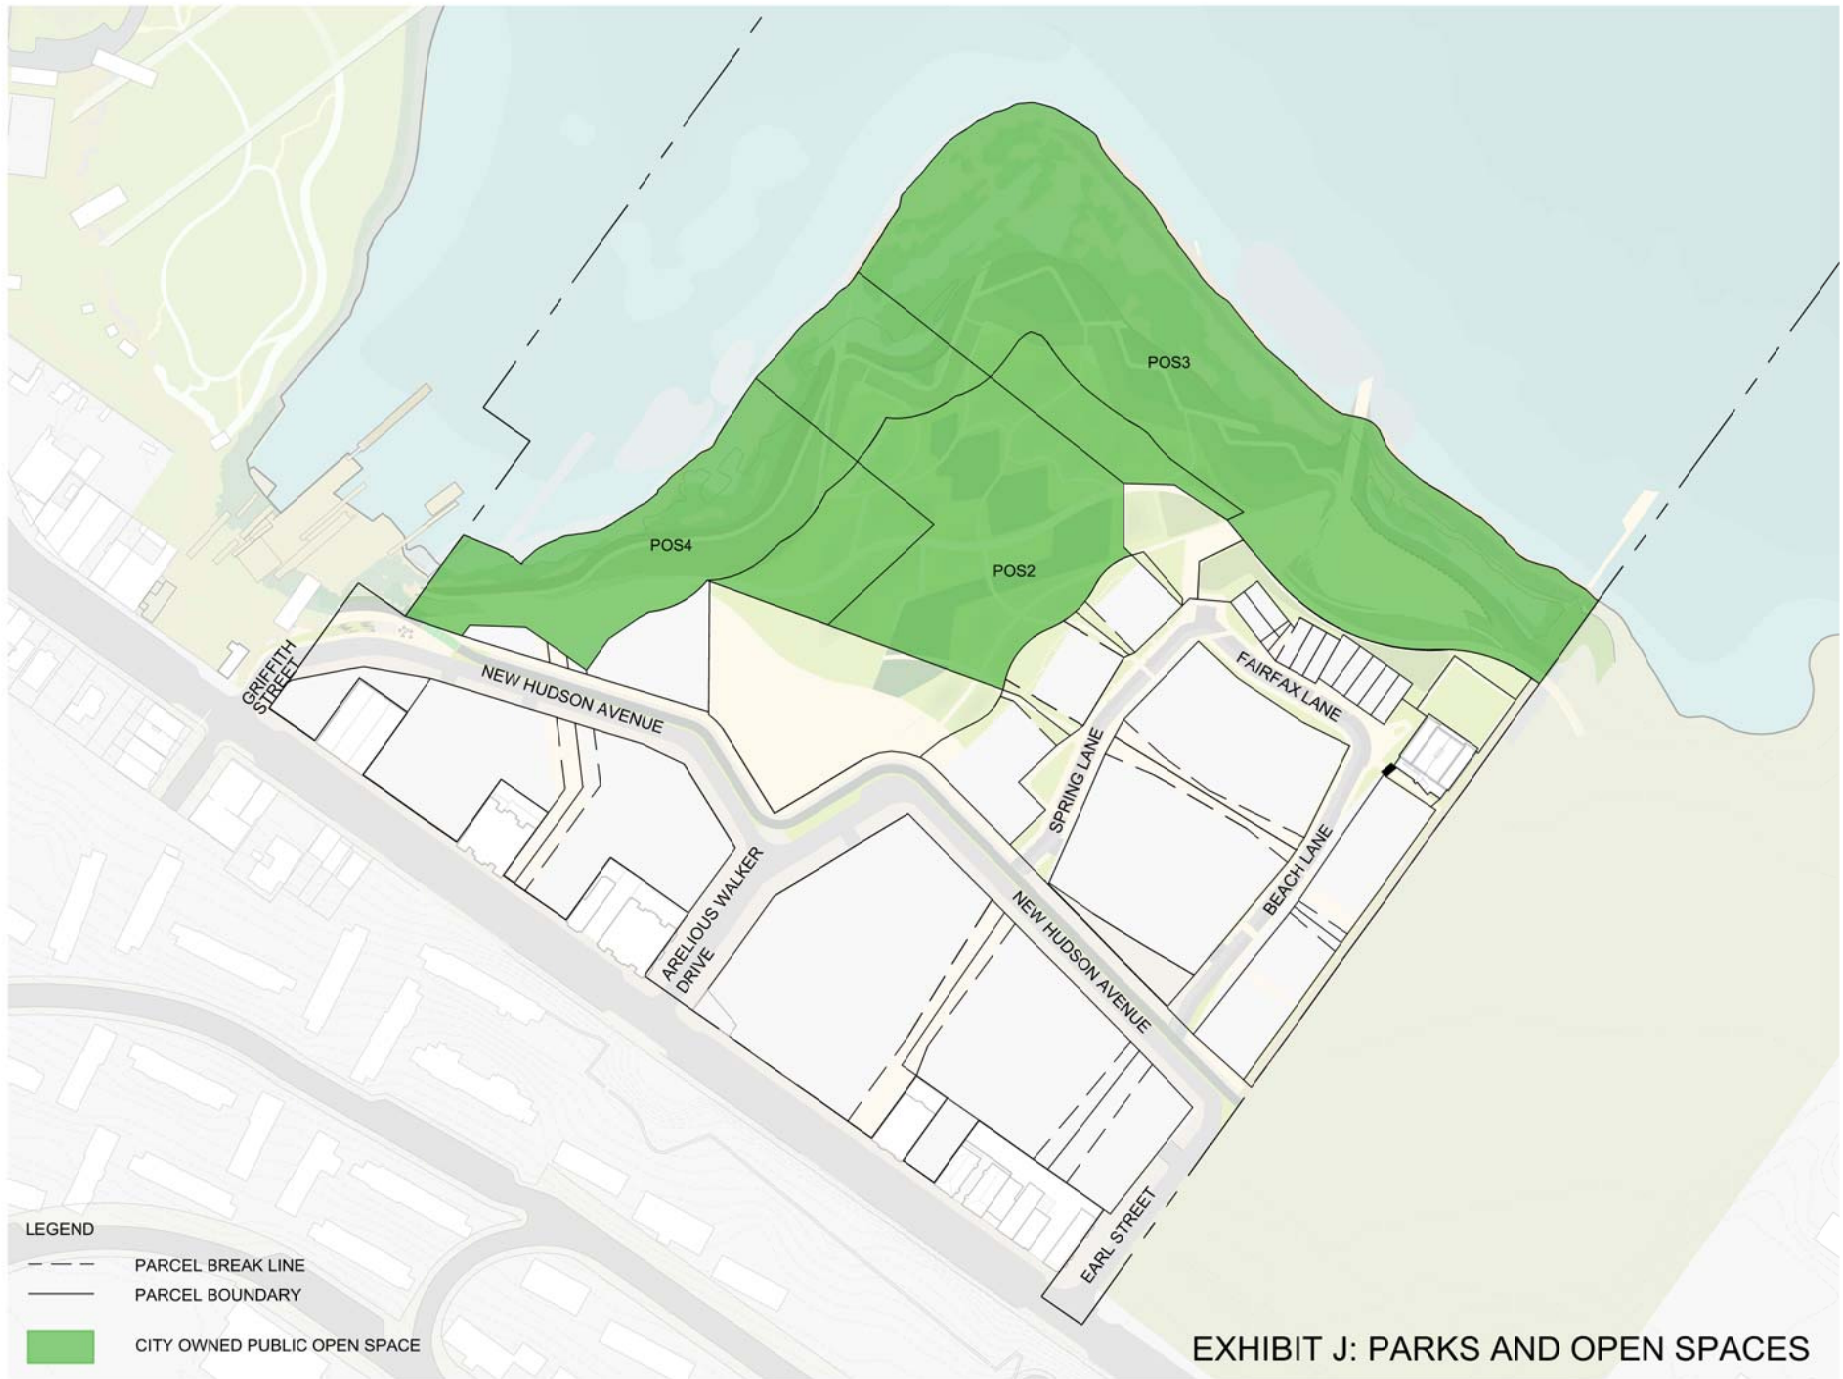 POS3
POS4
POS2
GRIFFITH
STREET
NEW HUDSON AVENUE
FAIRFAX LANE
SPRING LANE
BEACH LANE
ARELIOUS WALKER
DRIVE
NEW HUDSON AVENUE
EARL STREET
LEGEND
PARCEL BREAK LINE
PARCEL BOUNDARY
CITY OWNED PUBLIC OPEN SPACE
EXHIBIT J: PARKS AND OPEN SPACES